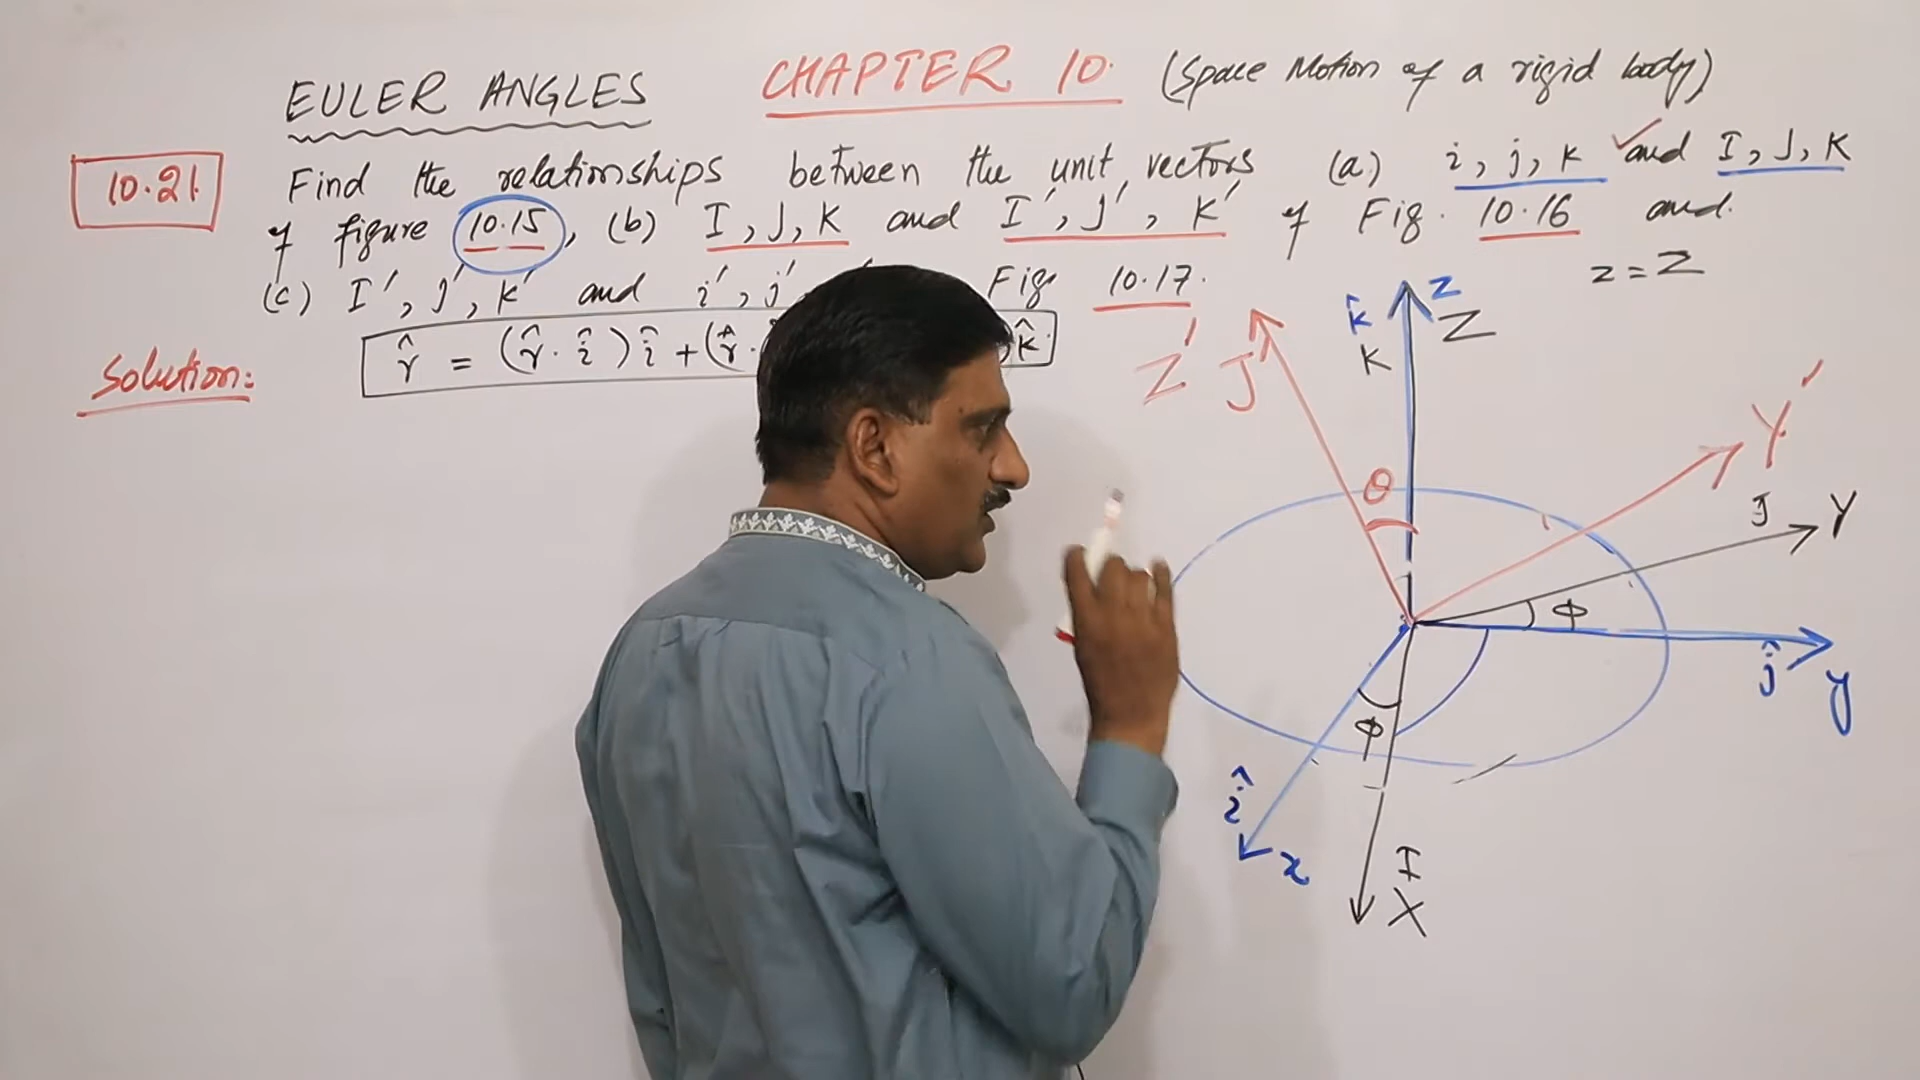 EULER ANGLES CHAPTER 10. (Space Motion of a rigid body)
10.21. Find the relationships between the unit vectors (a) i, j, k and I, J, K
of figure 10.15, (b) I, J, K and I', J', K' of Fig. 10.16 and.
(c) I', J', K' and i', j' Fig. 10.17.
z = Z
Solution: r̂ = (r̂. î) î + (r̂. k̂.
k̂ z
K Z
Z' J
Y'
θ
J Y
Φ
ĵ y
Φ
î x
I
X